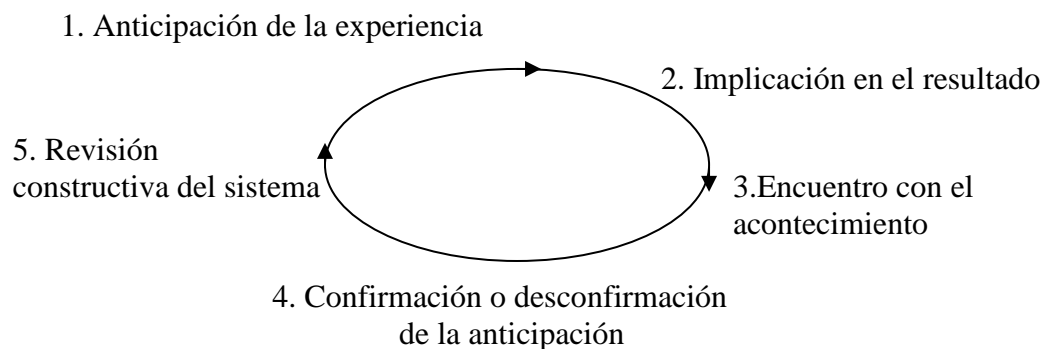 1. Anticipación de la experiencia
2. Implicación en el resultado
3.Encuentro con el
acontecimiento
4. Confirmación o desconfirmación
de la anticipación
5. Revisión
constructiva del sistema